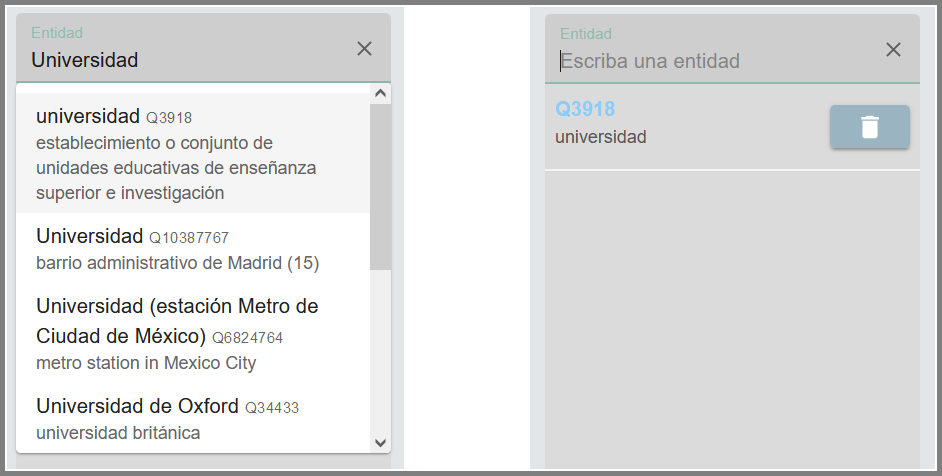 Entidad
Universidad
universidad Q3918
establecimiento o conjunto de
unidades educativas de enseñanza
superior e investigación
Universidad Q10387767
barrio administrativo de Madrid (15)
Universidad (estación Metro de
Ciudad de México) Q6824764
metro station in Mexico City
Universidad de Oxford Q34433
universidad británica
Entidad
Escriba una entidad
Q3918
universidad